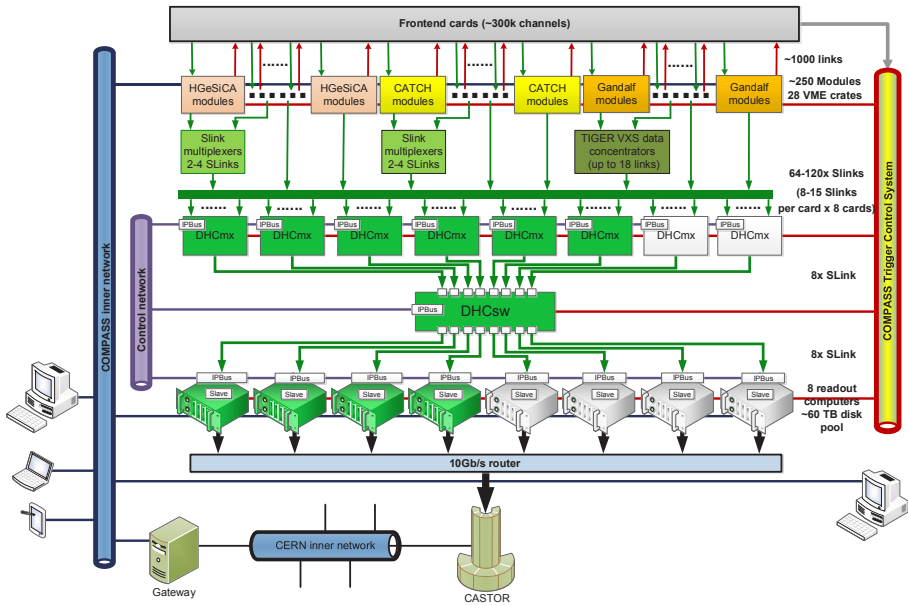 Frontend cards (~300k channels)
~1000 links
HGeSiCA
modules
HGeSiCA
modules
CATCH
modules
CATCH
modules
Gandalf
modules
Gandalf
modules
~250 Modules
28 VME crates
Slink
multiplexers
2-4 SLinks
Slink
multiplexers
2-4 SLinks
TIGER VXS data
concentrators
(up to 18 links)
64-120x Slinks
(8-15 Slinks
per card x 8 cards)
IPBus
DHCmx
IPBus
DHCmx
IPBus
DHCmx
IPBus
DHCmx
IPBus
DHCmx
IPBus
DHCmx
IPBus
DHCmx
IPBus
DHCmx
COMPASS inner network
Control network
COMPASS Trigger Control System
8x SLink
IPBus
DHCsw
8x SLink
IPBus
Slave
IPBus
Slave
IPBus
Slave
IPBus
Slave
IPBus
Slave
IPBus
Slave
IPBus
Slave
IPBus
Slave
8 readout
computers
~60 TB disk
pool
10Gb/s router
CERN inner network
Gateway
CASTOR